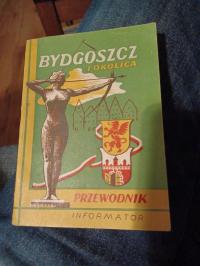 BYDGOSZCZ
I OKOLICA
PRZEWODNIK
INFORMATOR